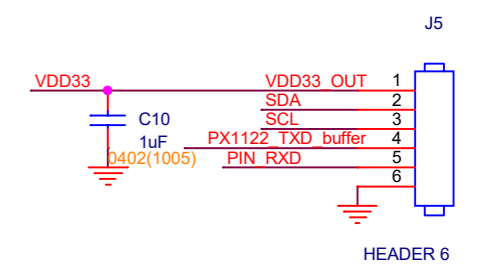 J5
VDD33
VDD33_OUT 1
SDA 2
SCL 3
C10
1uF
0402(1005)
PX1122_TXD_buffer 4
PIN_RXD 5
6
HEADER 6